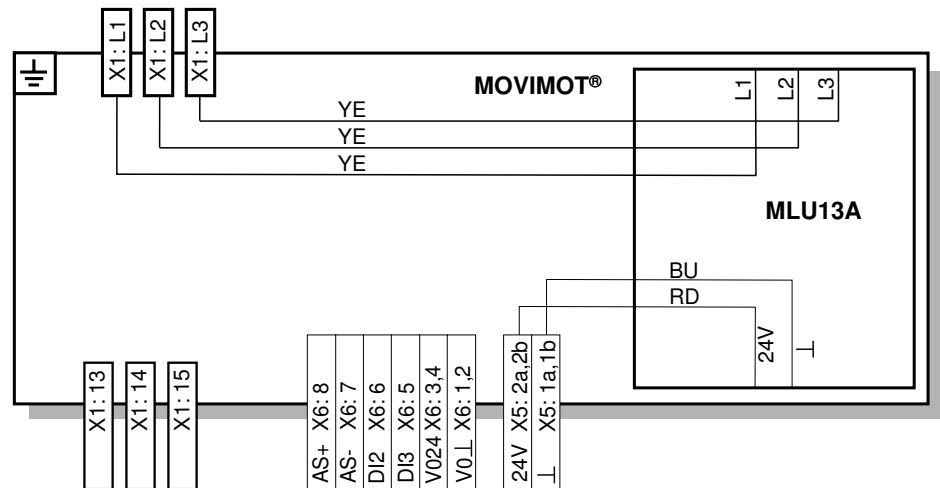 X1: L1
X1: L2
X1: L3
MOVIMOT®
L1
L2
L3
YE
YE
YE
MLU13A
BU
RD
24V
⊥
X1: 13
X1: 14
X1: 15
AS+ X6: 8
AS- X6: 7
DI2 X6: 6
DI3 X6: 5
V024 X6: 3,4
V0⊥ X6: 1,2
24V X5: 2a,2b
⊥ X5: 1a,1b